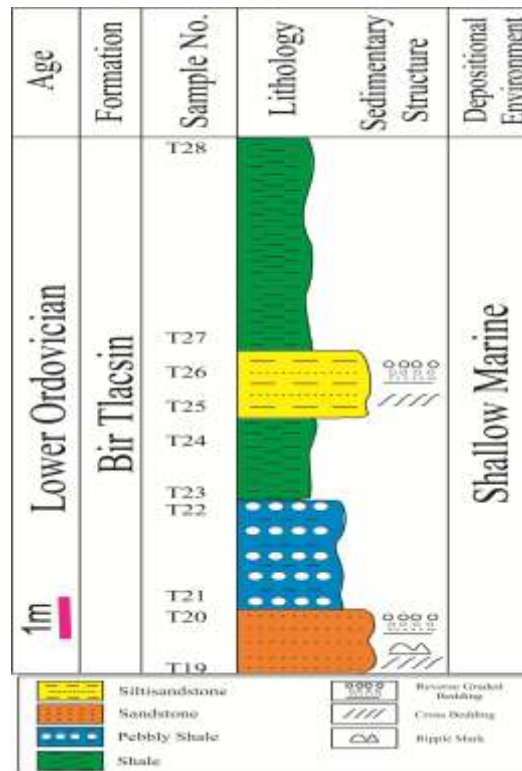 Age
Formation
Sample No.
Lithology
Sedimentary
Structure
Depositional
Environment
Lower Ordovician
Bir Tlacsin
Shallow Marine
1m
T28
T27
T26
T25
T24
T23
T22
T21
T20
T19
Siltisandstone
Sandstone
Pebbly Shale
Shale
Reverse Graded
Bedding
Cross Bedding
Ripple Mark